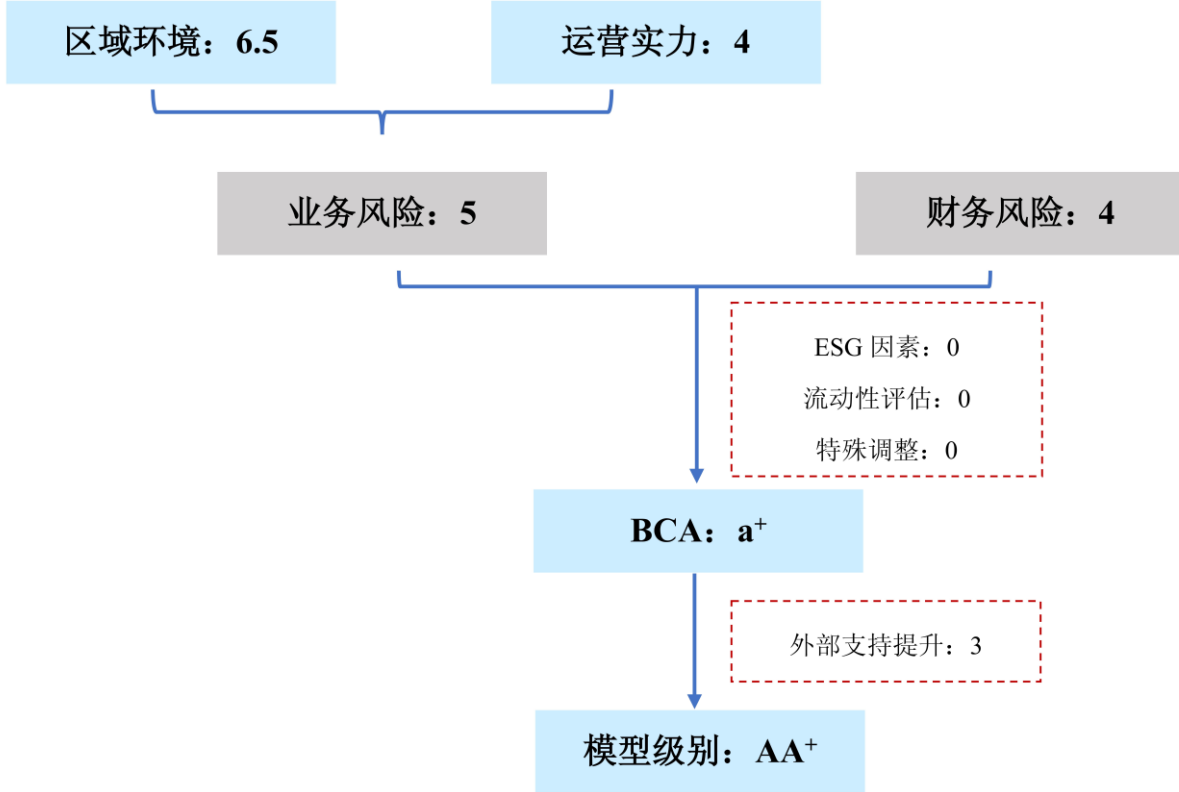 区域环境：6.5
运营实力：4
业务风险：5
财务风险：4
ESG 因素：0
流动性评估：0
特殊调整：0
BCA：a⁺
外部支持提升：3
模型级别：AA⁺